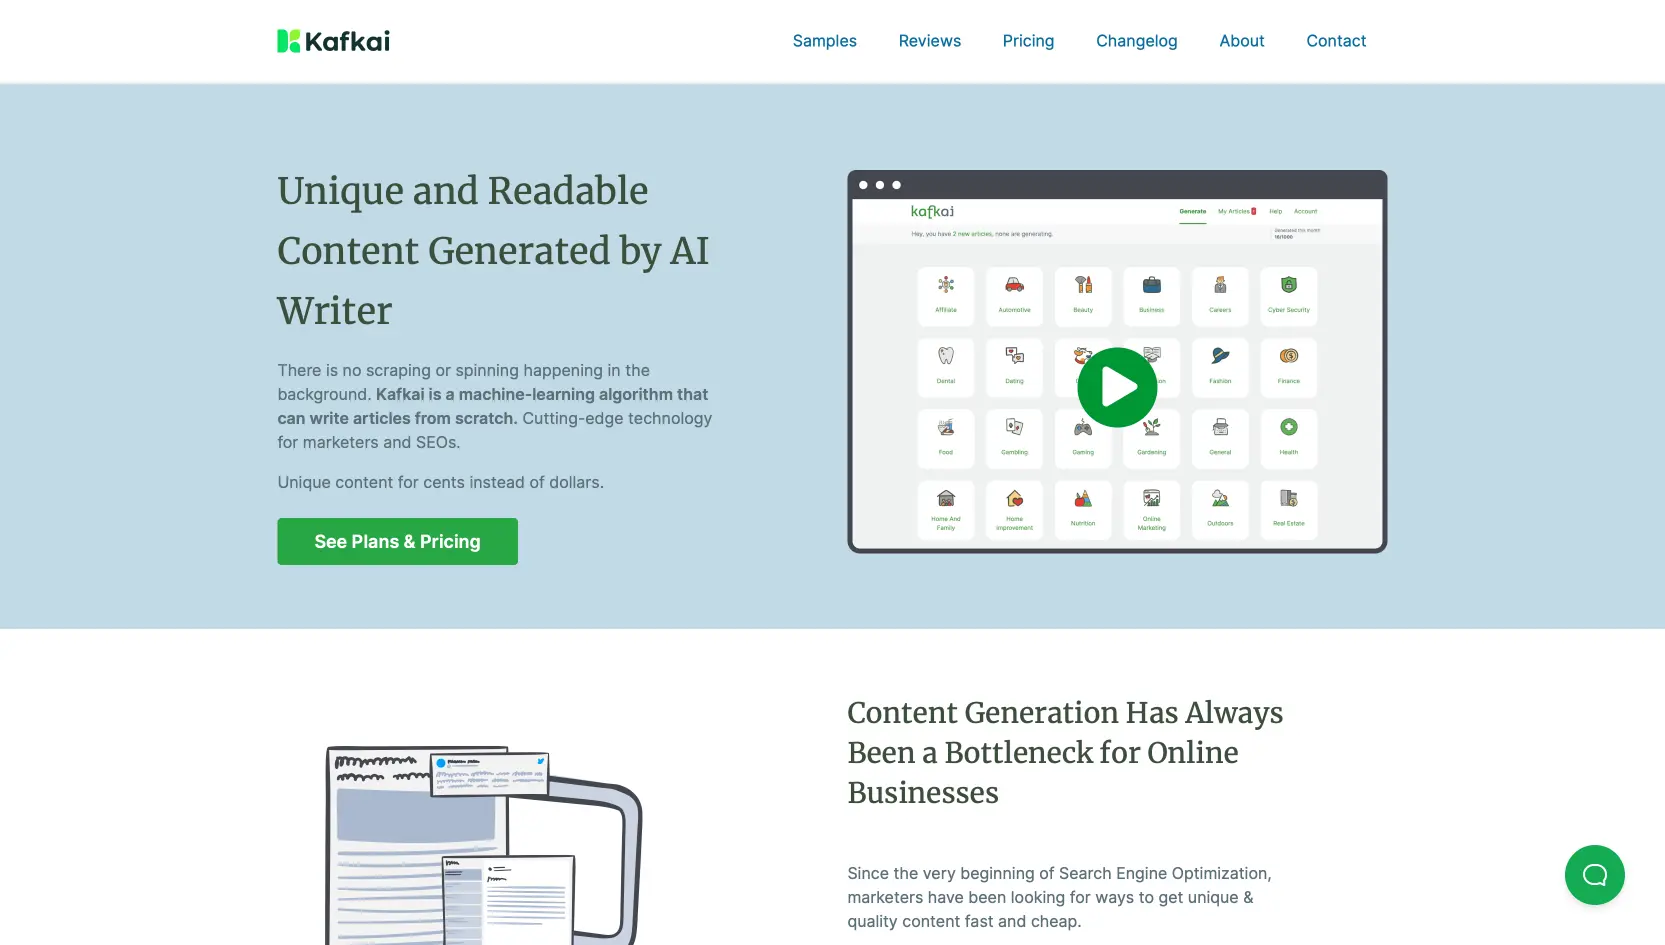 Kafkai
Samples
Reviews
Pricing
Changelog
About
Contact
Unique and Readable
Content Generated by AI
Writer
There is no scraping or spinning happening in the
background. Kafkai is a machine-learning algorithm that
can write articles from scratch. Cutting-edge technology
for marketers and SEOs.
Unique content for cents instead of dollars.
See Plans & Pricing
kafkai
Generate
My Articles
Help
Account
Hey, you have 2 new articles, none are generating.
Generated this month
Affiliate
Automotive
Beauty
Business
Careers
Cyber Security
Dental
Dating
Fashion
Finance
Food
Gambling
Gaming
Gardening
General
Health
Home And
Family
Home
Improvement
Nutrition
Online
Marketing
Outdoors
Real Estate
Content Generation Has Always
Been a Bottleneck for Online
Businesses
Since the very beginning of Search Engine Optimization,
marketers have been looking for ways to get unique &
quality content fast and cheap.